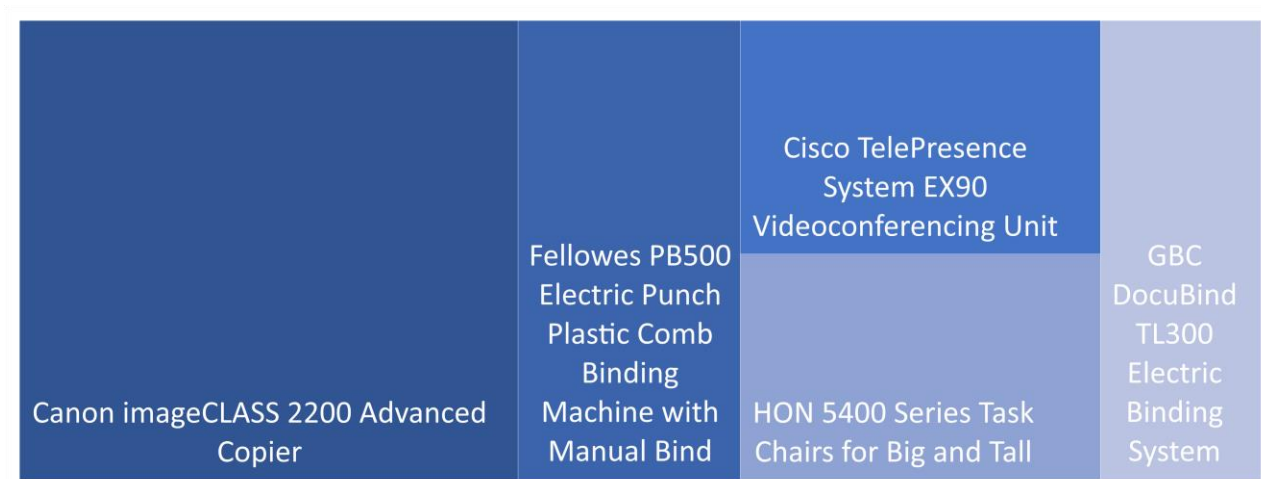 Canon imageCLASS 2200 Advanced
Copier
Fellowes PB500
Electric Punch
Plastic Comb
Binding
Machine with
Manual Bind
Cisco TelePresence
System EX90
Videoconferencing Unit
HON 5400 Series Task
Chairs for Big and Tall
GBC
DocuBind
TL300
Electric
Binding
System